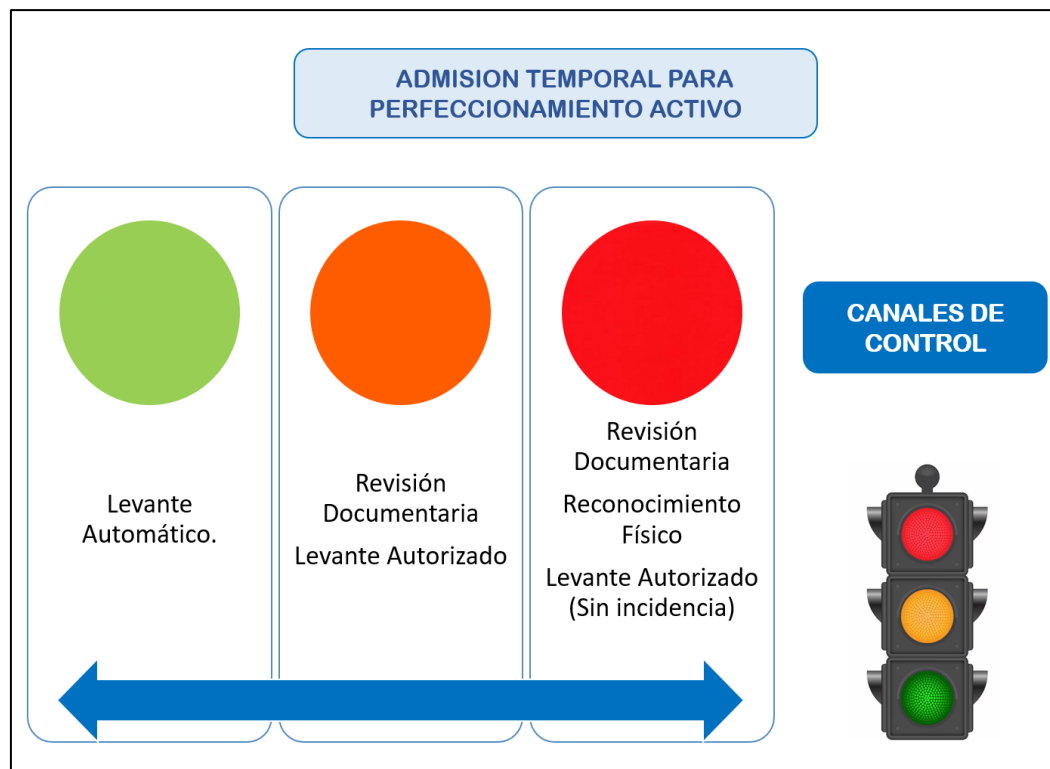 ADMISION TEMPORAL PARA
PERFECCIONAMIENTO ACTIVO
Levante
Automático.
Revisión
Documentaria
Levante Autorizado
Revisión
Documentaria
Reconocimiento
Físico
Levante Autorizado
(Sin incidencia)
CANALES DE
CONTROL